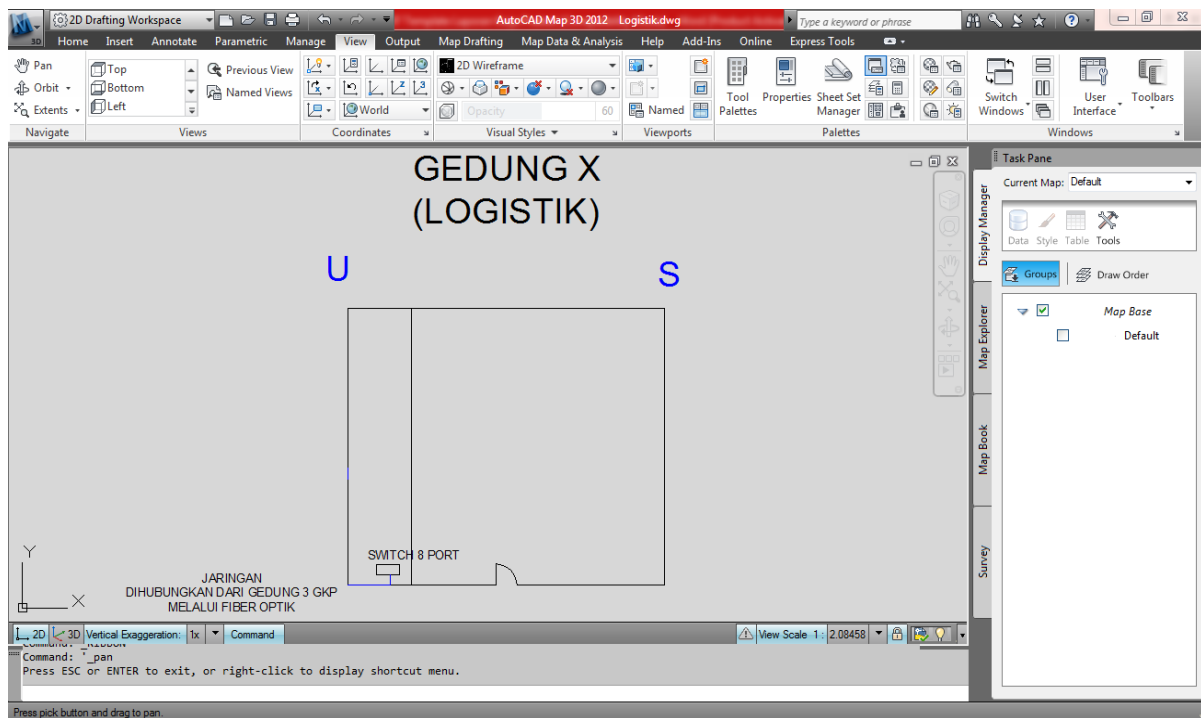 2D Drafting Workspace
AutoCAD Map 3D 2012 Logistik.dwg
Type a keyword or phrase
3D
Home Insert Annotate Parametric Manage View Output Map Drafting Map Data & Analysis Help Add-Ins Online Express Tools
Pan
Orbit
Extents
Navigate
Top
Bottom
Left
Previous View
Named Views
Views
World
Coordinates
2D Wireframe
Opacity 60
Visual Styles
Named
Viewports
Tool Palettes
Properties
Sheet Set Manager
Palettes
Switch Windows
User Interface
Toolbars
Windows
GEDUNG X
(LOGISTIK)
U S
SWITCH 8 PORT
JARINGAN
DIHUBUNGKAN DARI GEDUNG 3 GKP
MELALUI FIBER OPTIK
Y
X
Task Pane
Current Map: Default
Data Style Table Tools
Groups Draw Order
Map Base
Default
Display Manager
Map Explorer
Map Book
Survey
2D 3D Vertical Exaggeration: 1x Command
View Scale 1 : 2.08458
Command: _RIBBON
Command: '_pan
Press ESC or ENTER to exit, or right-click to display shortcut menu.
Press pick button and drag to pan.